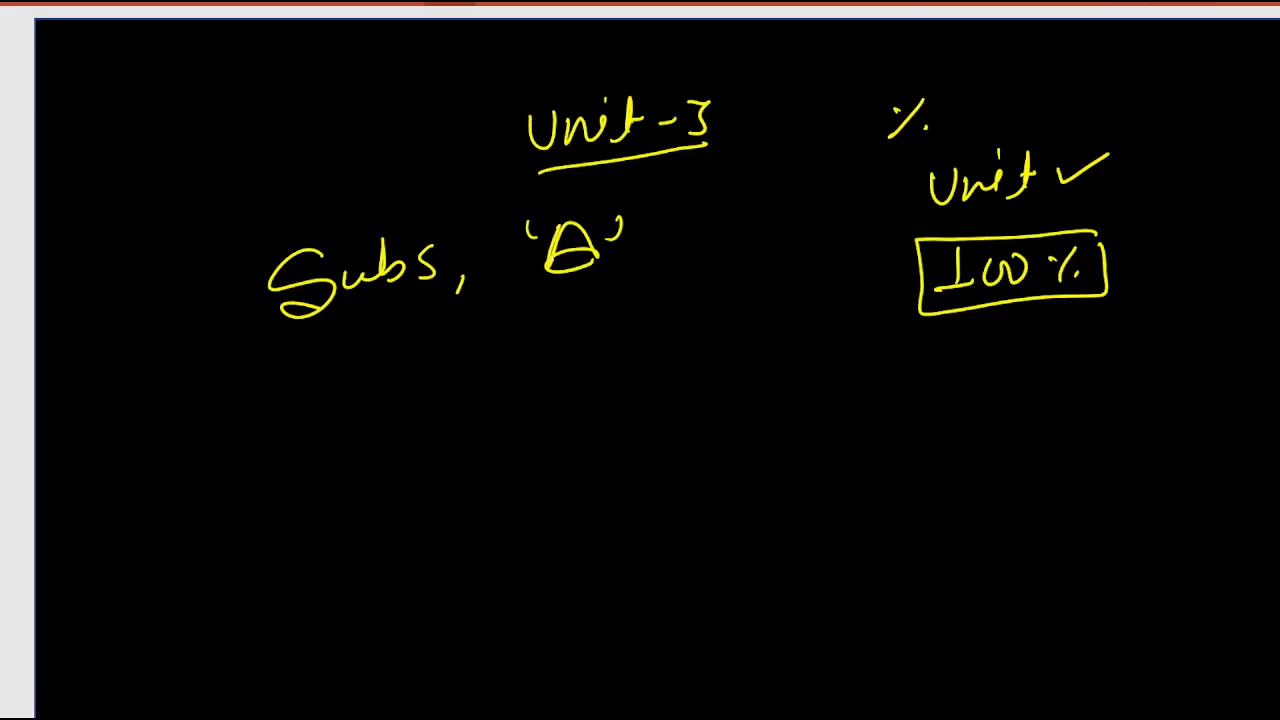 Unit-3
%
Unit ✓
Subs, 'A'
100%